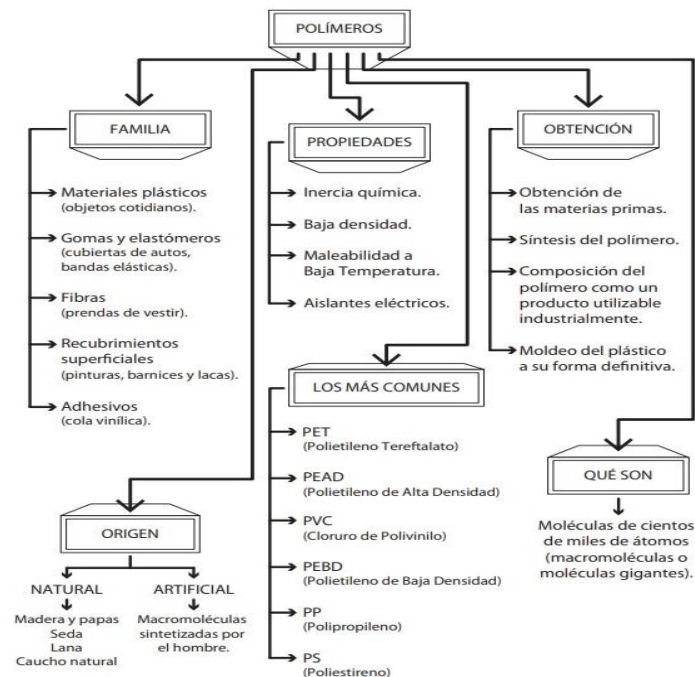 POLÍMEROS
FAMILIA
Materiales plásticos
(objetos cotidianos).
Gomas y elastómeros
(cubiertas de autos,
bandas elásticas).
Fibras
(prendas de vestir).
Recubrimientos
superficiales
(pinturas, barnices y lacas).
Adhesivos
(cola vinílica).
PROPIEDADES
Inercia química.
Baja densidad.
Maleabilidad a
Baja Temperatura.
Aislantes eléctricos.
OBTENCIÓN
Obtención de
las materias primas.
Síntesis del polímero.
Composición del
polímero como un
producto utilizable
industrialmente.
Moldeo del plástico
a su forma definitiva.
LOS MÁS COMUNES
PET
(Polietileno Tereftalato)
PEAD
(Polietileno de Alta Densidad)
PVC
(Cloruro de Polivinilo)
PEBD
(Polietileno de Baja Densidad)
PP
(Polipropileno)
PS
(Poliestireno)
QUÉ SON
Moléculas de cientos
de miles de átomos
(macromoléculas o
moléculas gigantes).
ORIGEN
NATURAL
Madera y papas
Seda
Lana
Caucho natural
ARTIFICIAL
Macromoléculas
sintetizadas por
el hombre.